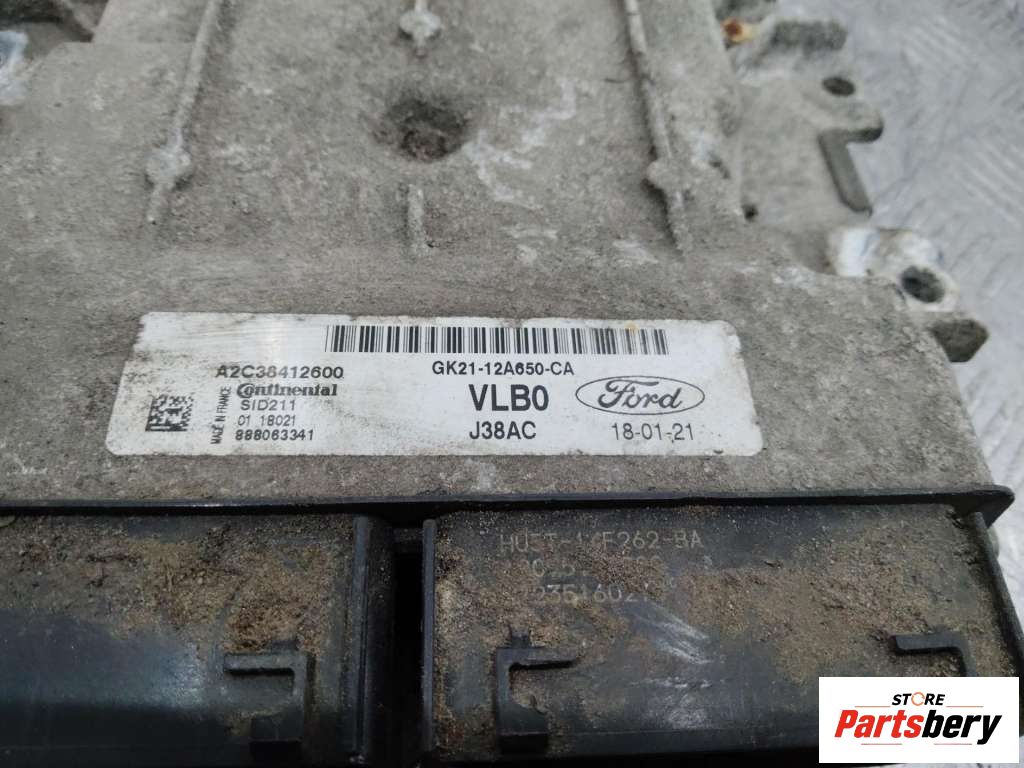 GK21-12A650-CA
A2C38412600
Continental
SID211
01 18021
888063341
MADE IN FRANCE
VLB0
Ford
J38AC
18-01-21
STORE
Partsbery